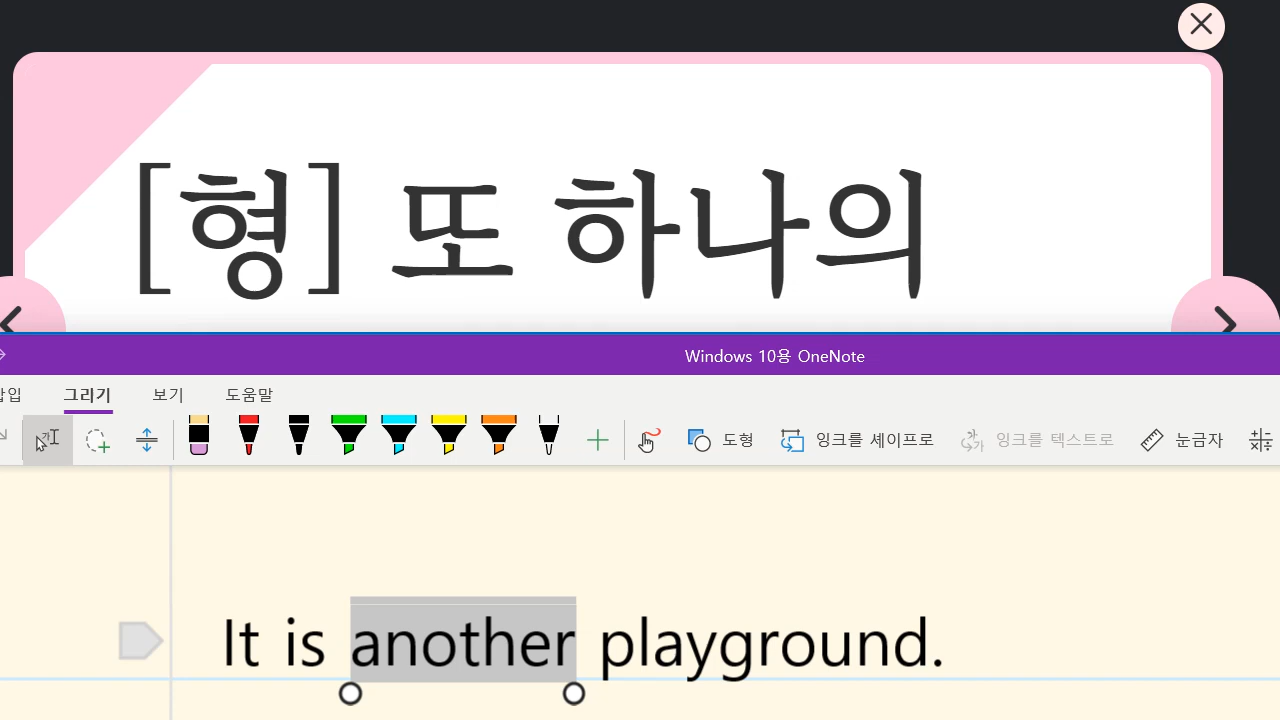 [형] 또 하나의
Windows 10용 OneNote
그리기 보기 도움말
도형 잉크를 셰이프로 잉크를 텍스트로 눈금자
It is another playground.